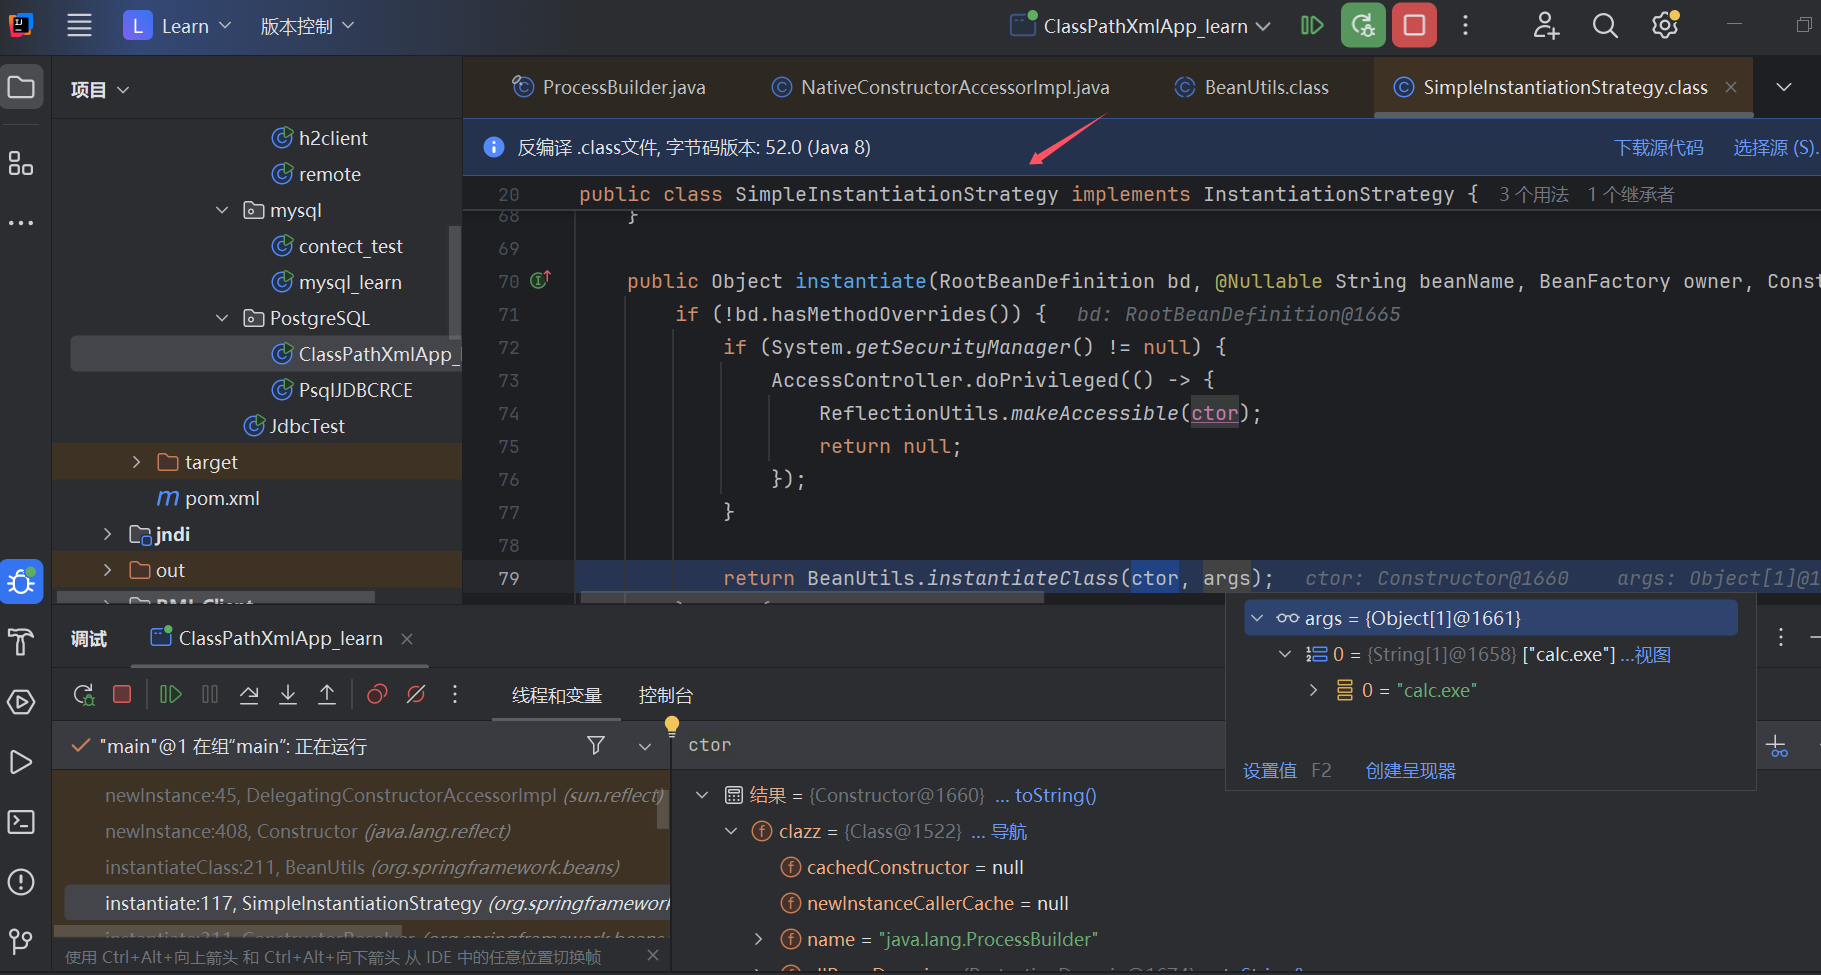 L Learn 版本控制 ClassPathXmlApp_learn
项目
ProcessBuilder.java NativeConstructorAccessorImpl.java BeanUtils.class SimpleInstantiationStrategy.class
h2client
remote
mysql
contect_test
mysql_learn
PostgreSQL
ClassPathXmlApp_
PsqlJDBCRCE
JdbcTest
target
pom.xml
jndi
out
反编译 .class文件, 字节码版本: 52.0 (Java 8) 下载源代码 选择源 (S).
20 public class SimpleInstantiationStrategy implements InstantiationStrategy { 3 个用法 1 个继承者
68 }
69
70 public Object instantiate(RootBeanDefinition bd, @Nullable String beanName, BeanFactory owner, Const
71 if (!bd.hasMethodOverrides()) { bd: RootBeanDefinition@1665
72 if (System.getSecurityManager() != null) {
73 AccessController.doPrivileged(() -> {
74 ReflectionUtils.makeAccessible(ctor);
75 return null;
76 });
77 }
78
79 return BeanUtils.instantiateClass(ctor, args); ctor: Constructor@1660 args: Object[1]@1
args = {Object[1]@1661}
0 = {String[1]@1658} ["calc.exe"] ...视图
0 = "calc.exe"
设置值 F2 创建呈现器
调试 ClassPathXmlApp_learn
线程和变量 控制台
"main"@1 在组"main": 正在运行
newInstance:45, DelegatingConstructorAccessorImpl (sun.reflect)
newInstance:408, Constructor (java.lang.reflect)
instantiateClass:211, BeanUtils (org.springframework.beans)
instantiate:117, SimpleInstantiationStrategy (org.springframework
使用 Ctrl+Alt+向上箭头 和 Ctrl+Alt+向下箭头 从 IDE 中的任意位置切换帧
ctor
结果 = {Constructor@1660} ... toString()
clazz = {Class@1522} ... 导航
cachedConstructor = null
newInstanceCallerCache = null
name = "java.lang.ProcessBuilder"